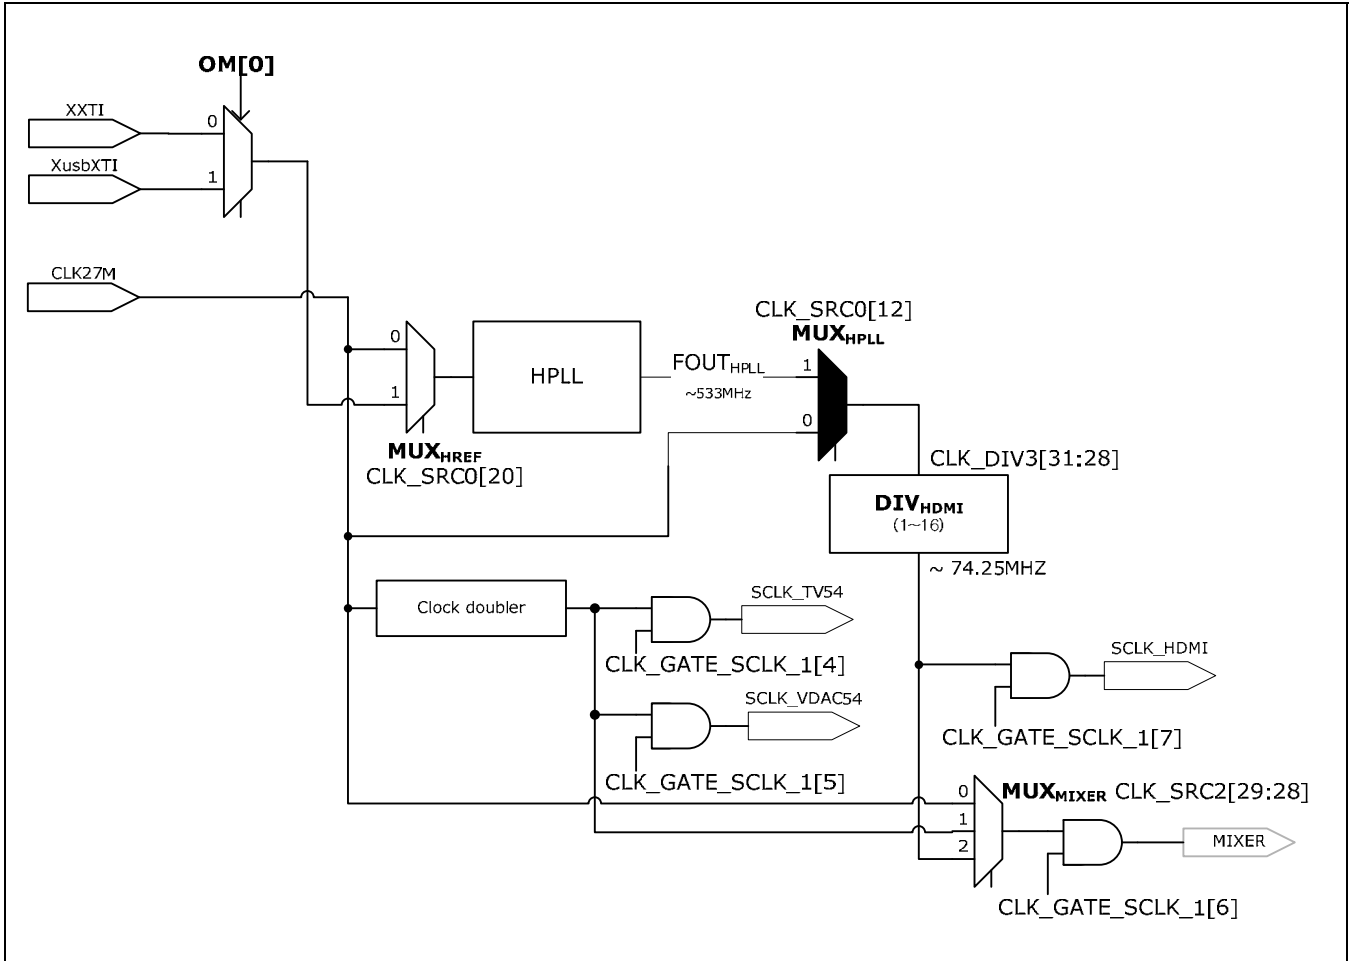 OM[0]
XXTI
0
XusbXTI
1
CLK27M
CLK_SRC0[12]
MUXHPLL
0
HPLL
FOUTHPLL
1
~533MHz
1
0
MUXHREF
CLK_SRC0[20]
CLK_DIV3[31:28]
DIVHDMI
(1~16)
~ 74.25MHZ
Clock doubler
SCLK_TV54
CLK_GATE_SCLK_1[4]
SCLK_HDMI
SCLK_VDAC54
CLK_GATE_SCLK_1[7]
CLK_GATE_SCLK_1[5]
0
MUXMIXER CLK_SRC2[29:28]
1
2
MIXER
CLK_GATE_SCLK_1[6]